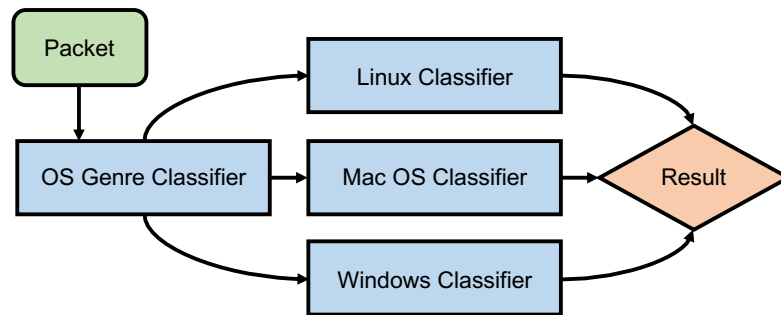 Packet
Linux Classifier
OS Genre Classifier
Mac OS Classifier
Result
Windows Classifier